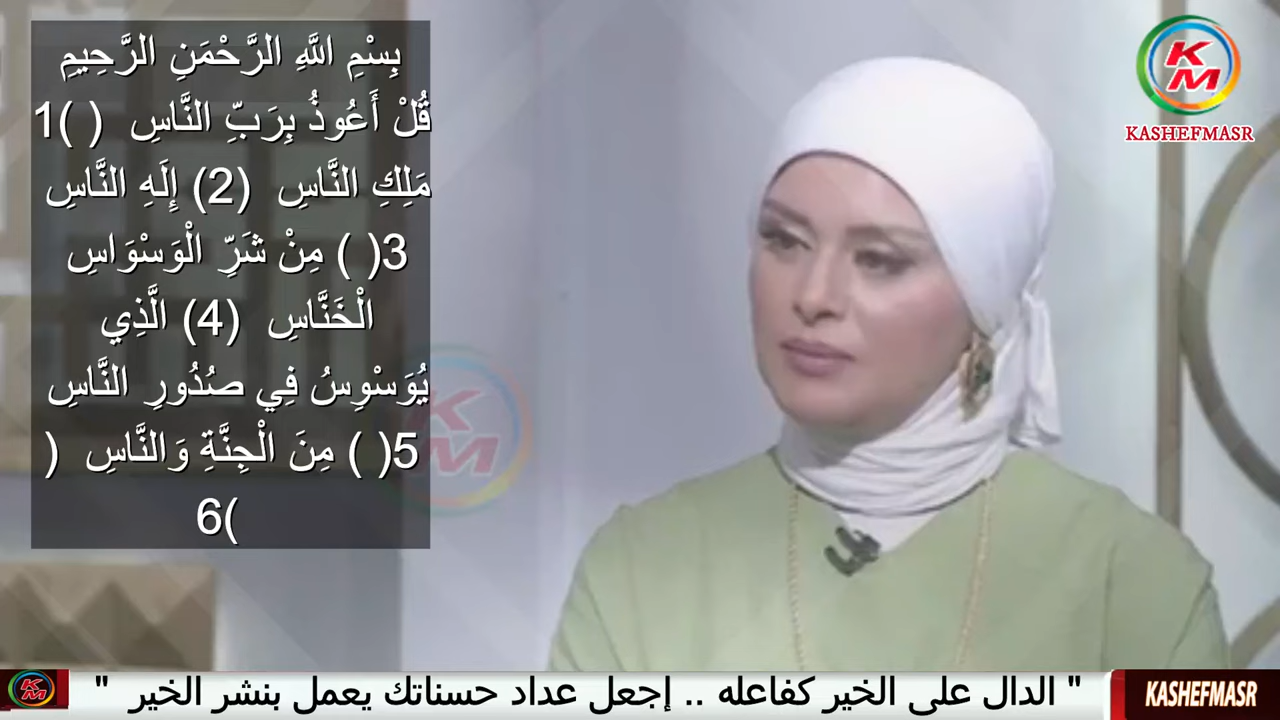 بِسْمِ اللَّهِ الرَّحْمَنِ الرَّحِيمِ
قُلْ أَعُوذُ بِرَبِّ النَّاسِ ( )1
مَلِكِ النَّاسِ (2) إِلَهِ النَّاسِ
3( ) مِنْ شَرِّ الْوَسْوَاسِ
الْخَنَّاسِ (4) الَّذِي
يُوَسْوِسُ فِي صُدُورِ النَّاسِ
5( ) مِنَ الْجِنَّةِ وَالنَّاسِ (
)6
KM
KASHEFMASR
KM
KM
" الدال على الخير كفاعله .. إجعل عداد حسناتك يعمل بنشر الخير "
KASHEFMASR